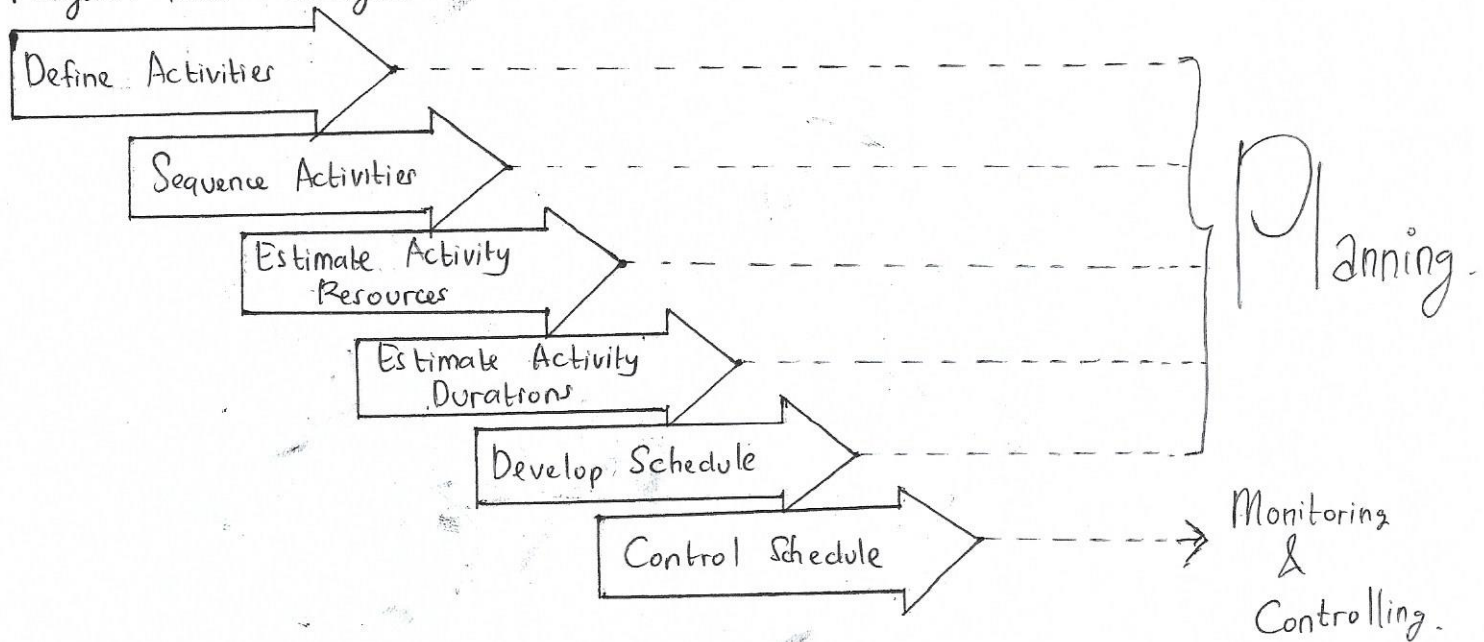 Define Activities
Sequence Activities
Estimate Activity
Resources
Estimate Activity
Durations
Develop Schedule
Control Schedule
Planning.
Monitoring
&
Controlling.